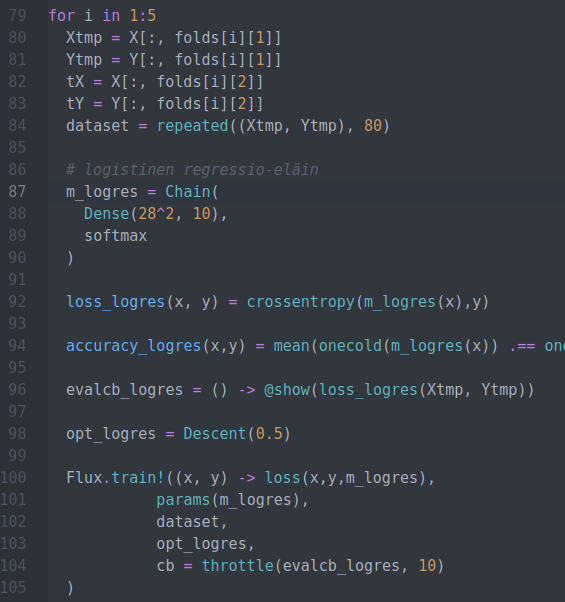 79 for i in 1:5
80 Xtmp = X[:, folds[i][1]]
81 Ytmp = Y[:, folds[i][1]]
82 tX = X[:, folds[i][2]]
83 tY = Y[:, folds[i][2]]
84 dataset = repeated((Xtmp, Ytmp), 80)
85
86 # logistinen regressio-eläin
87 m_logres = Chain(
88 Dense(28^2, 10),
89 softmax
90 )
91
92 loss_logres(x, y) = crossentropy(m_logres(x),y)
93
94 accuracy_logres(x,y) = mean(onecold(m_logres(x)) .==
95
96 evalcb_logres = () -> @show(loss_logres(Xtmp, Ytmp))
97
98 opt_logres = Descent(0.5)
99
100 Flux.train!((x, y) -> loss(x,y,m_logres),
101 params(m_logres),
102 dataset,
103 opt_logres,
104 cb = throttle(evalcb_logres, 10)
105 )